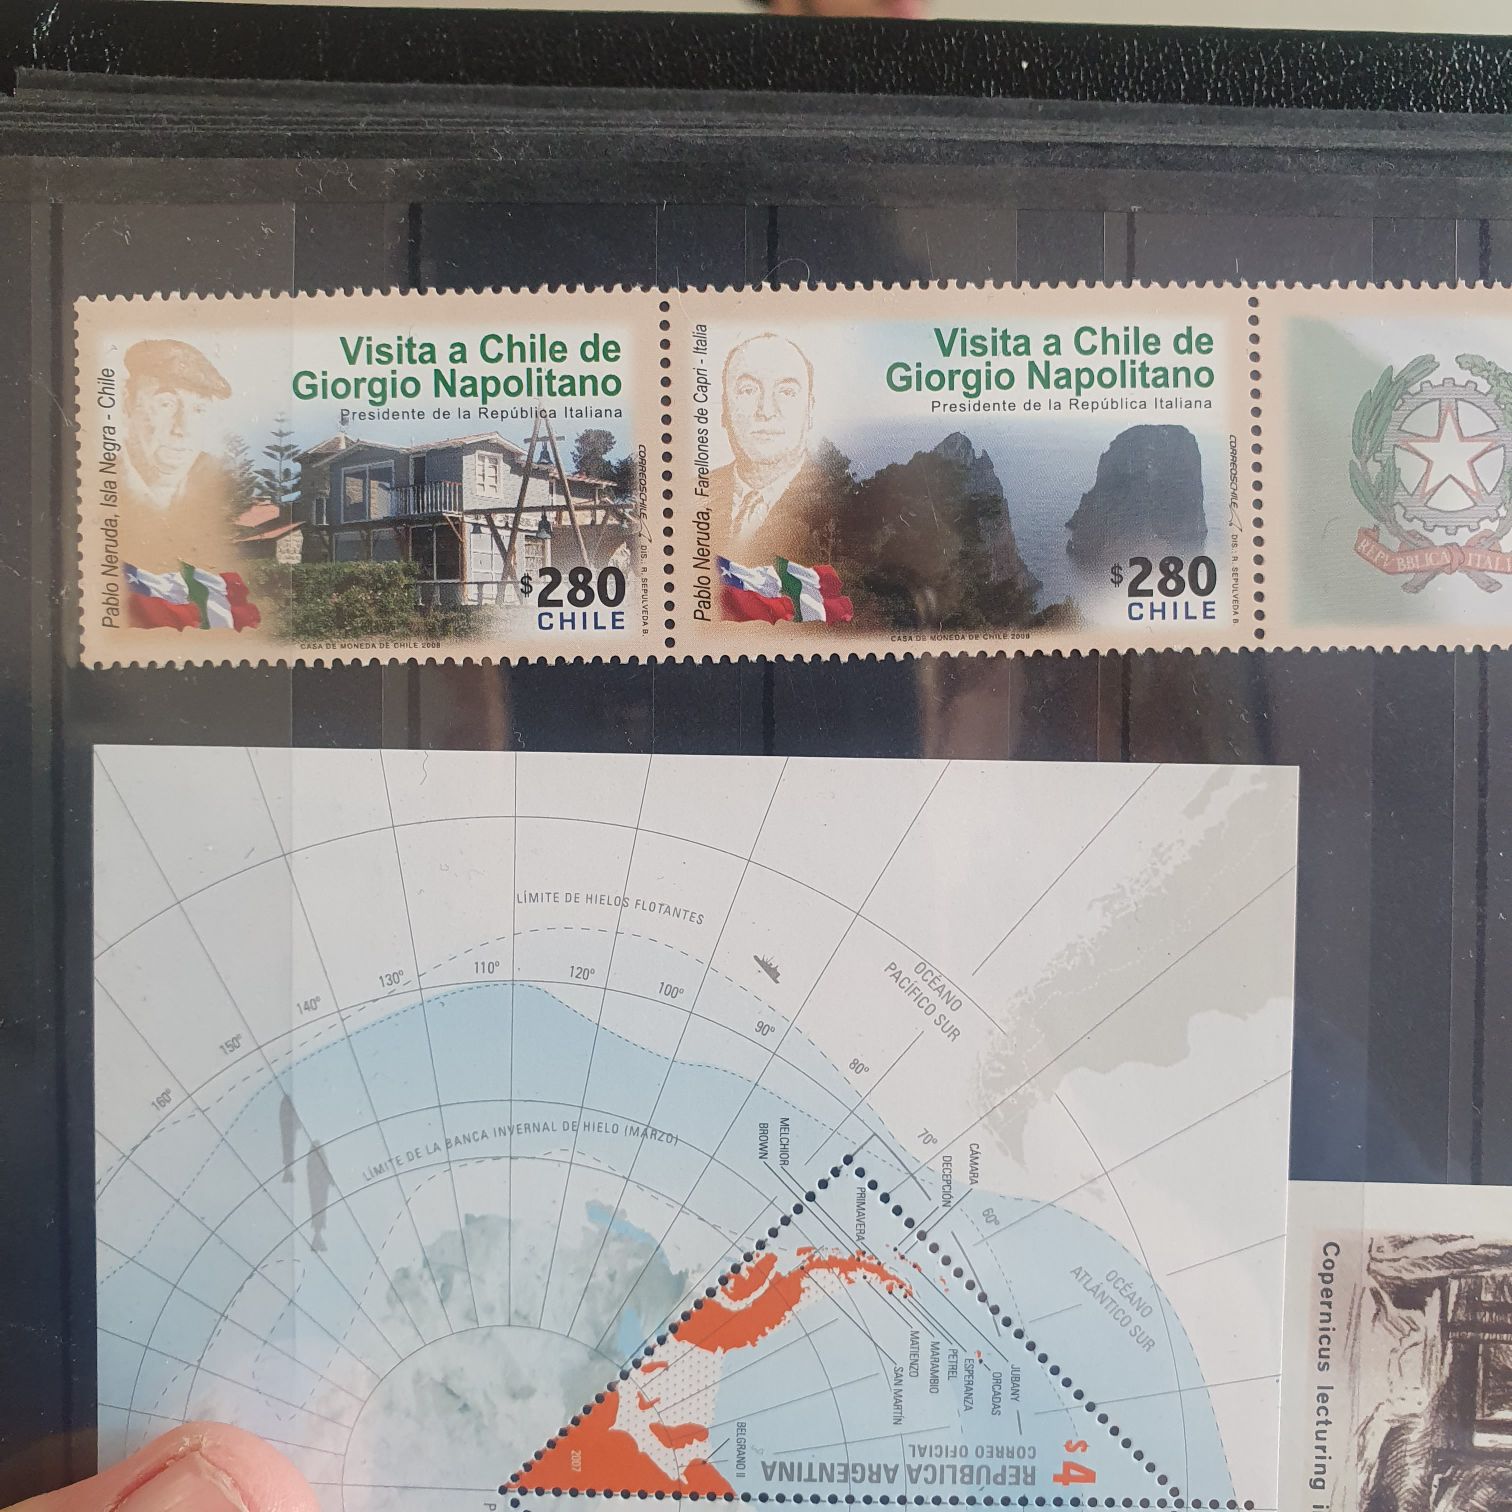 Visita a Chile de
Giorgio Napolitano
Presidente de la República Italiana
Pablo Neruda, Isla Negra - Chile
$280
CHILE
CORREOSCHILE DIS.: R. SEPULVEDA B.
CASA DE MONEDA DE CHILE 2008
Visita a Chile de
Giorgio Napolitano
Presidente de la República Italiana
Pablo Neruda, Farellones de Capri - Italia
$280
CHILE
CORREOSCHILE DIS.: R. SEPULVEDA B.
CASA DE MONEDA DE CHILE 2008
LÍMITE DE HIELOS FLOTANTES
OCÉANO
PACÍFICO SUR
160°
150°
140°
130°
110°
120°
100°
90°
80°
70°
60°
LÍMITE DE LA BANCA INVERNAL DE HIELO (MARZO)
MELCHIOR
BROWN
PRIMAVERA
DECEPCIÓN
CÁMARA
OCÉANO
ATLÁNTICO SUR
MATIENZO
SAN MARTÍN
MARAMBIO
PETREL
ESPERANZA
ORCADAS
JUBANY
BELGRANO II
2007
$4
CORREO OFICIAL
REPÚBLICA ARGENTINA
Copernicus lecturing